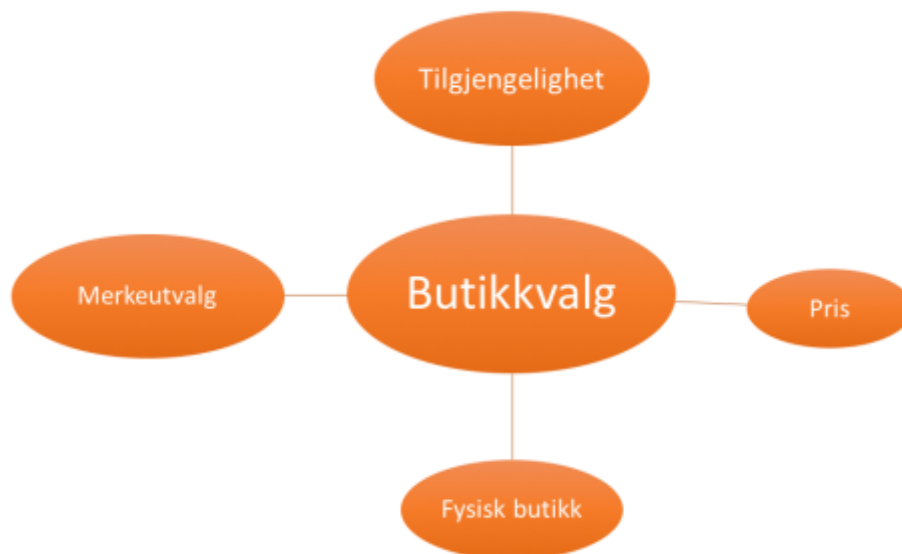 Tilgjengelighet
Merkeutvalg
Butikkvalg
Pris
Fysisk butikk